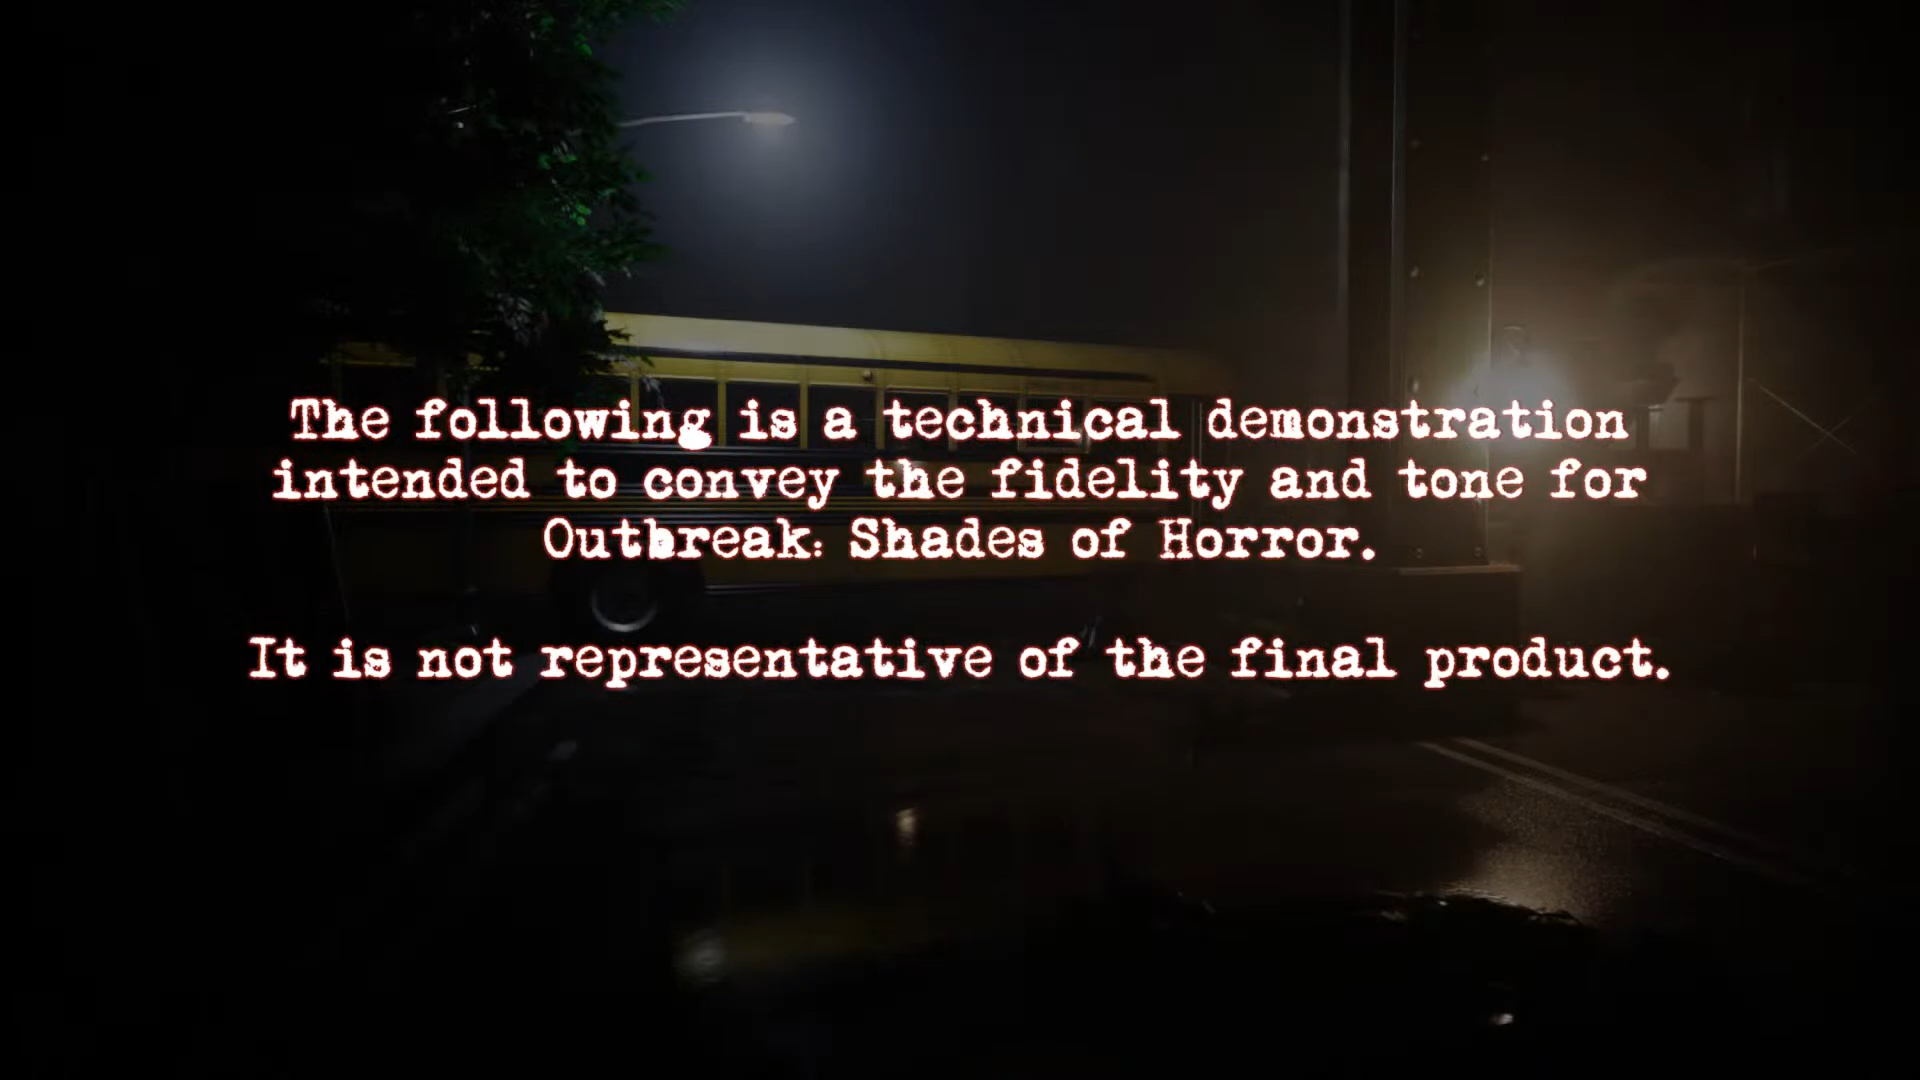 The following is a technical demonstration
intended to convey the fidelity and tone for
Outbreak: Shades of Horror.
It is not representative of the final product.